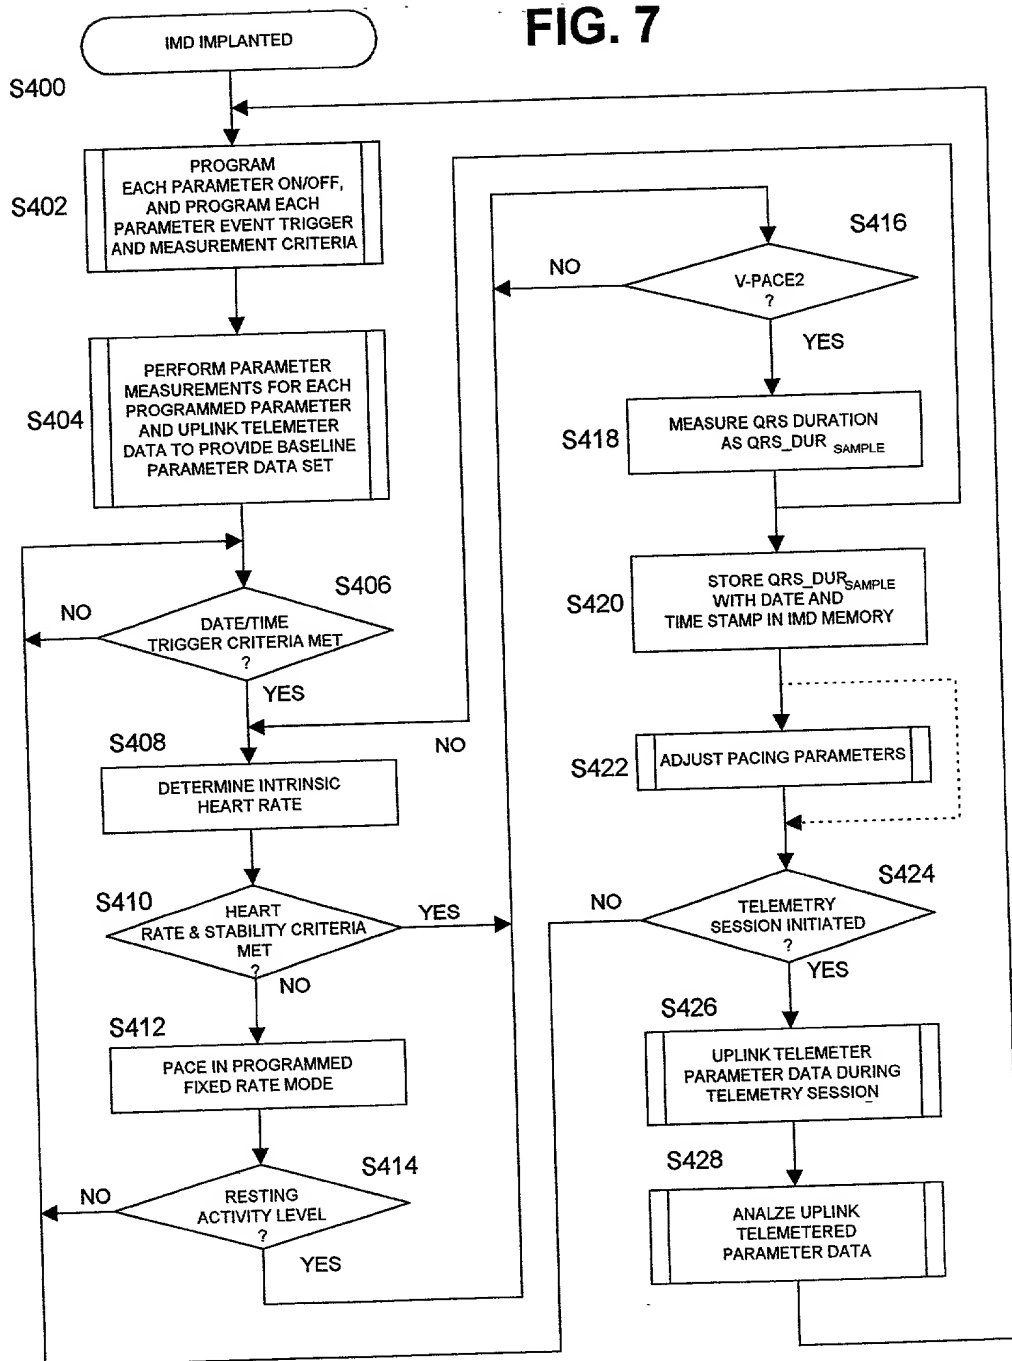 FIG. 7
IMD IMPLANTED
S400
S402
PROGRAM
EACH PARAMETER ON/OFF,
AND PROGRAM EACH
PARAMETER EVENT TRIGGER
AND MEASUREMENT CRITERIA
S404
PERFORM PARAMETER
MEASUREMENTS FOR EACH
PROGRAMMED PARAMETER
AND UPLINK TELEMETER
DATA TO PROVIDE BASELINE
PARAMETER DATA SET
S406
NO
DATE/TIME
TRIGGER CRITERIA MET
?
YES
NO
S408
DETERMINE INTRINSIC
HEART RATE
S410
HEART
RATE & STABILITY CRITERIA
MET
?
YES
NO
S412
PACE IN PROGRAMMED
FIXED RATE MODE
S414
NO
RESTING
ACTIVITY LEVEL
?
YES
S416
NO
V-PACE2
?
YES
S418
MEASURE QRS DURATION
AS QRS_DUR SAMPLE
S420
STORE QRS_DURSAMPLE
WITH DATE AND
TIME STAMP IN IMD MEMORY
S422
ADJUST PACING PARAMETERS
S424
NO
TELEMETRY
SESSION INITIATED
?
YES
S426
UPLINK TELEMETER
PARAMETER DATA DURING
TELEMETRY SESSION
S428
ANALZE UPLINK
TELEMETERED
PARAMETER DATA